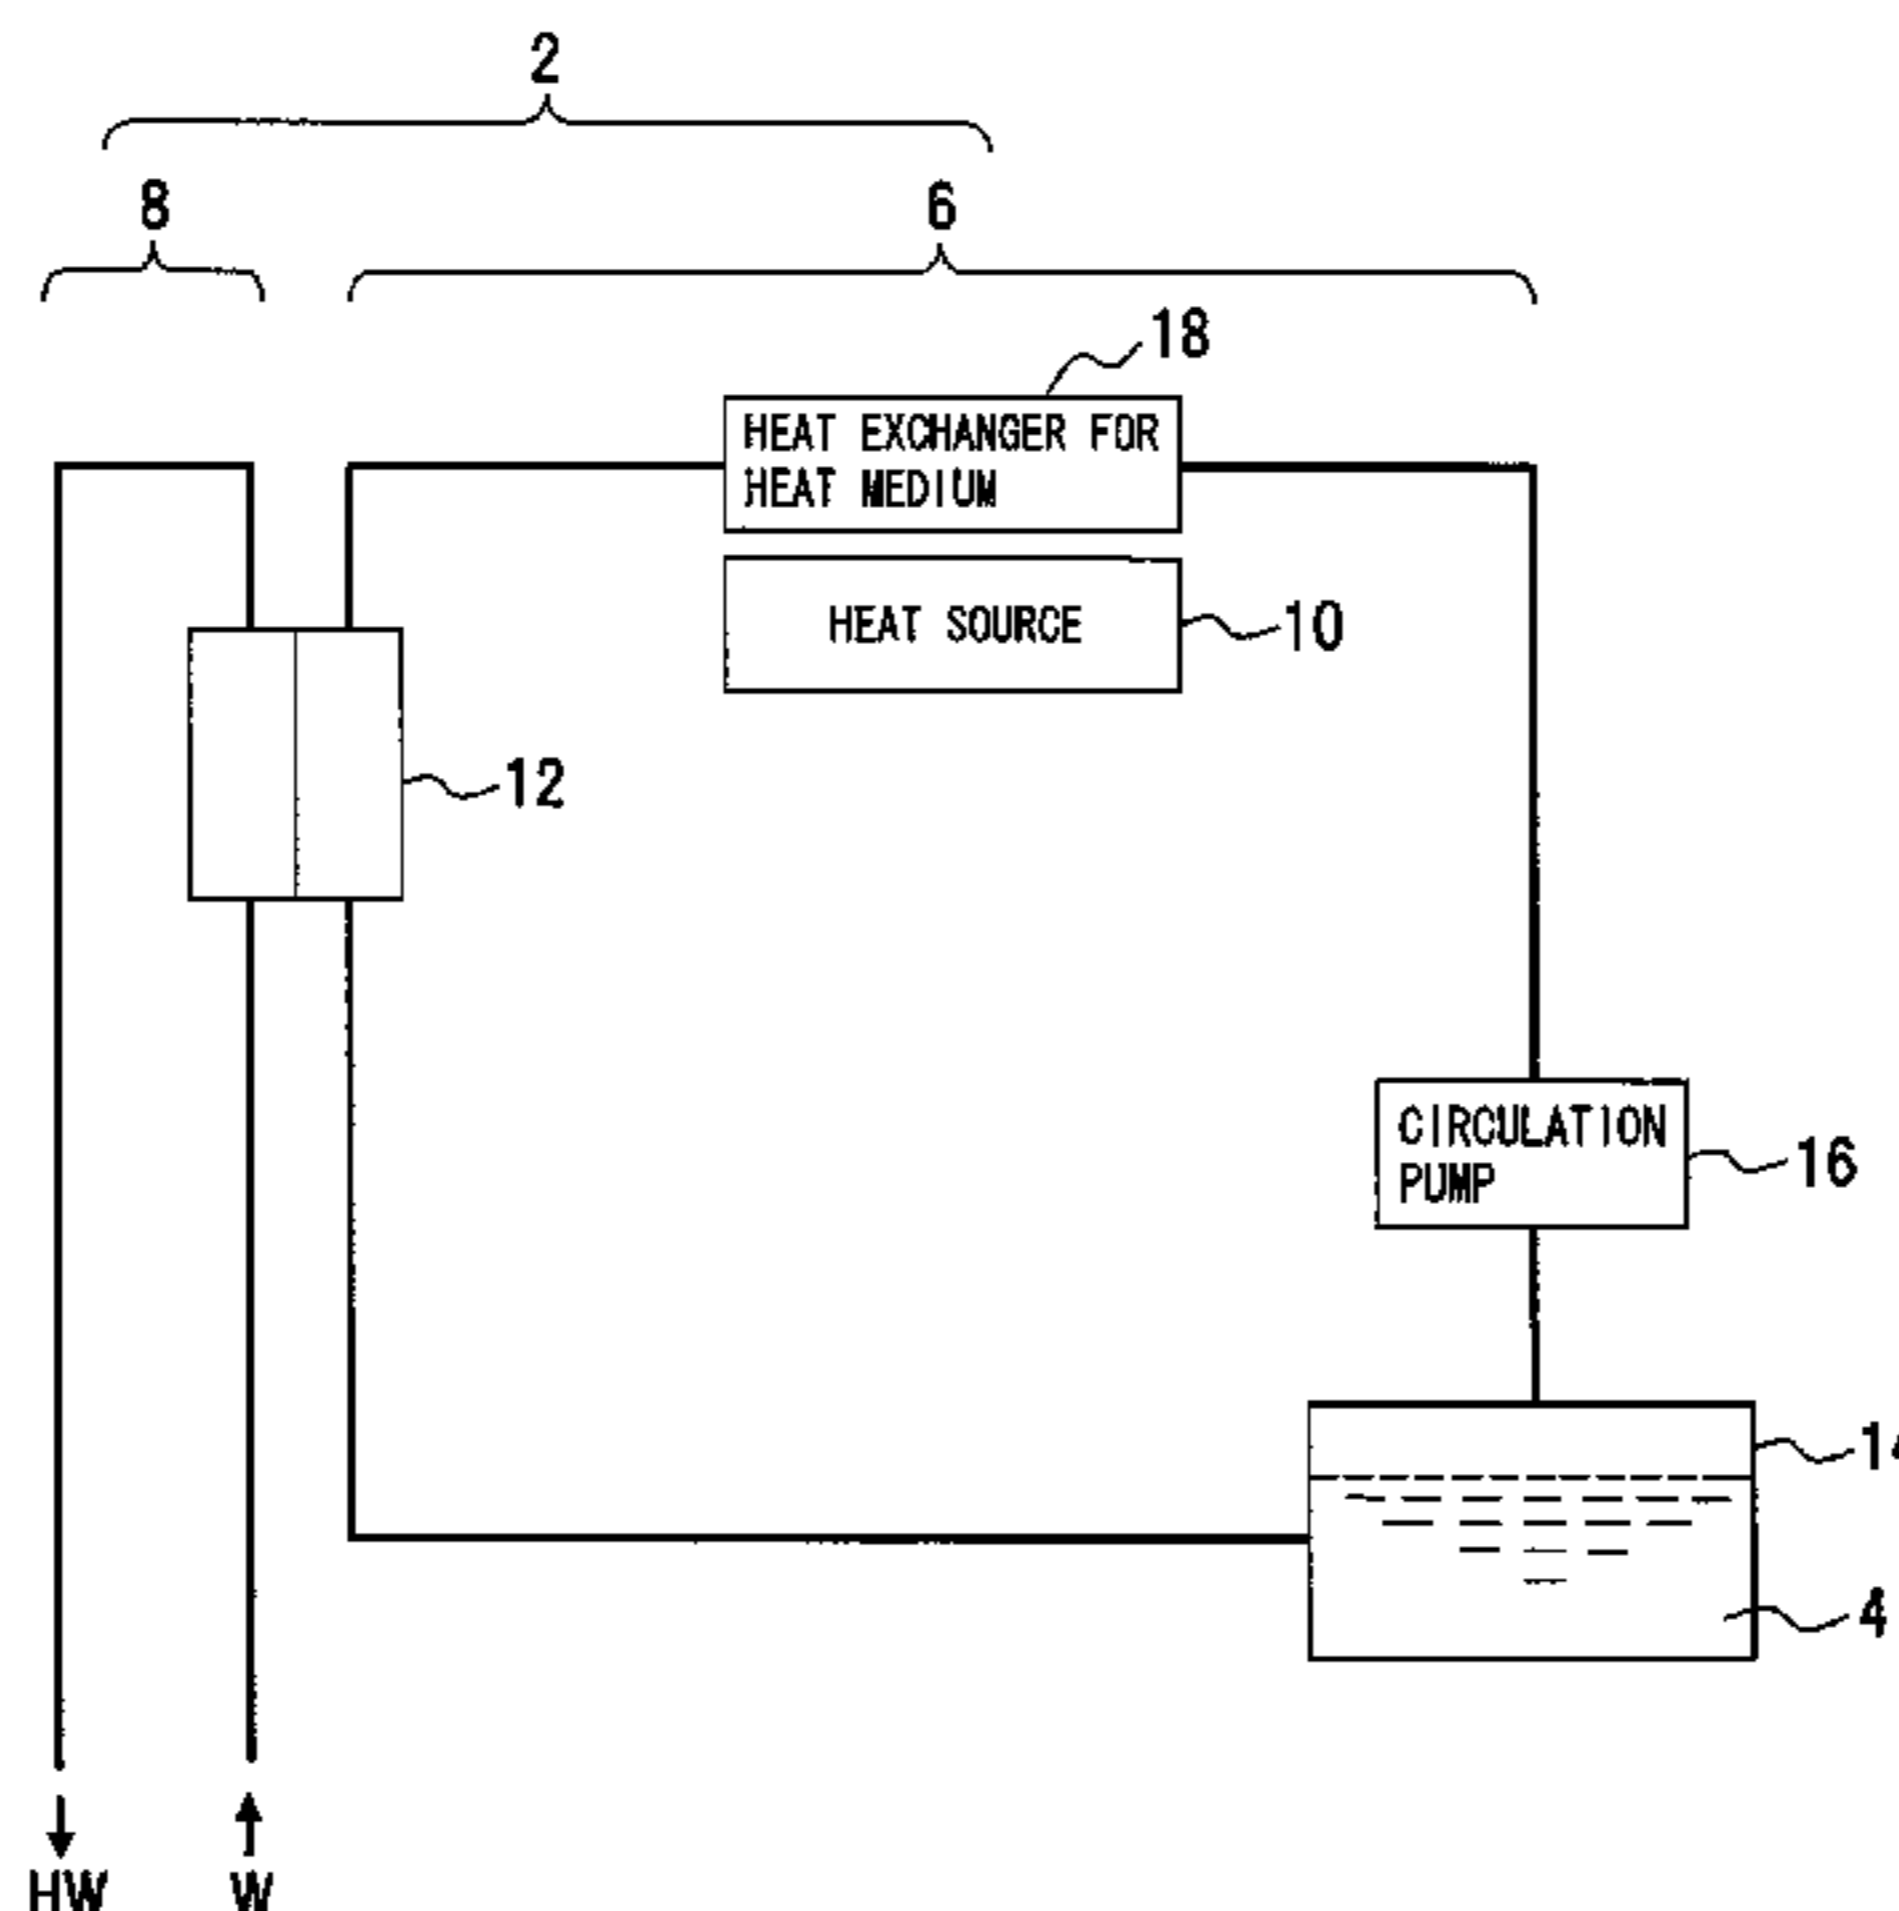 2
8
6
18
HEAT EXCHANGER FOR
HEAT MEDIUM
HEAT SOURCE
10
12
CIRCULATION
PUMP
16
4
HW
W